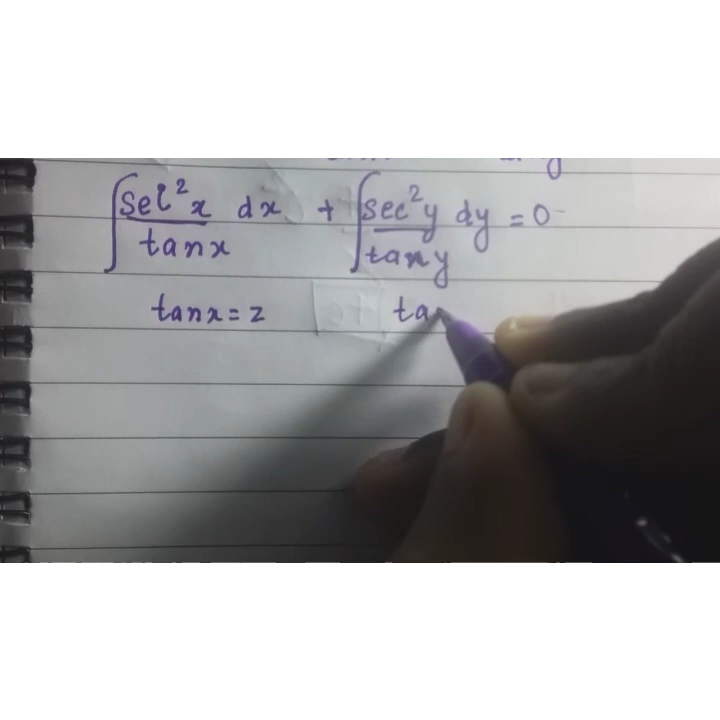 ∫ sec²x/tanx dx + ∫ sec²y/tany dy = 0
tanx = z ta